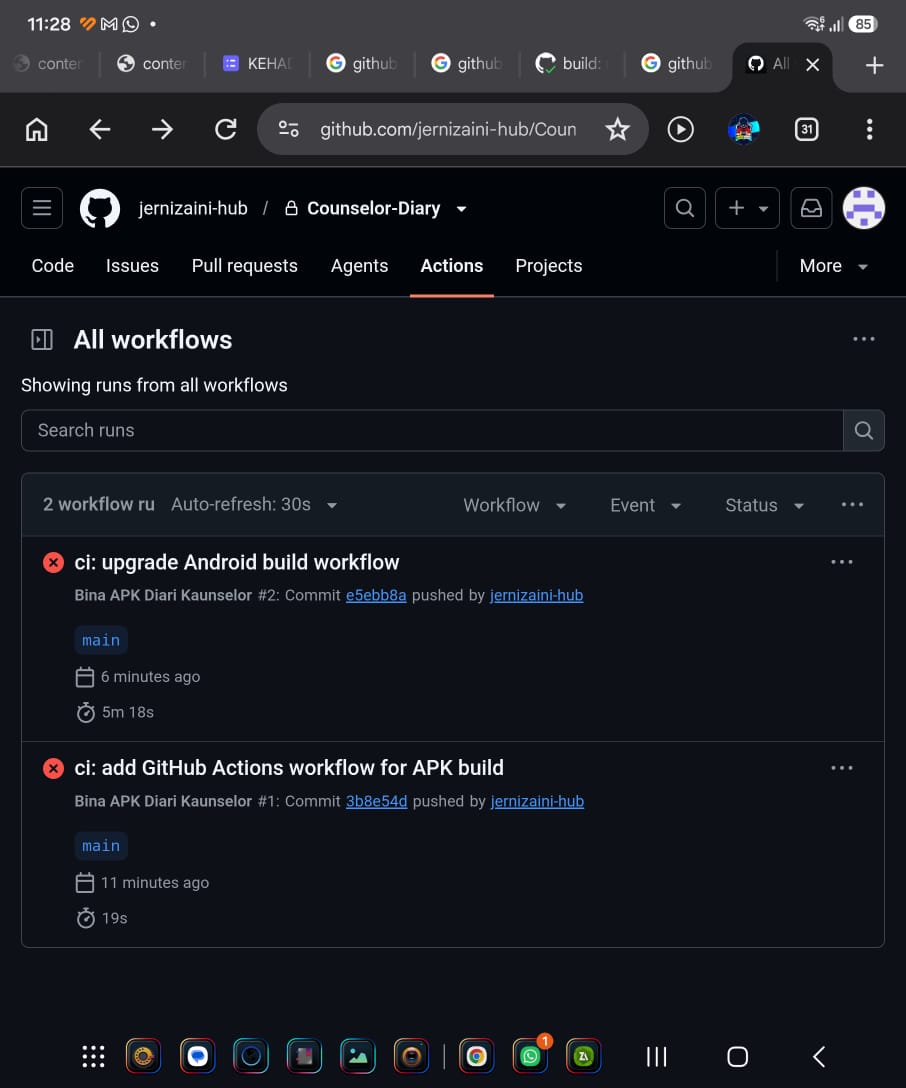 11:28
85
conter
conter
KEHA
github
github
build:
github
All
github.com/jernizaini-hub/Coun
31
jernizaini-hub / Counselor-Diary
Code Issues Pull requests Agents Actions Projects More
All workflows
Showing runs from all workflows
Search runs
2 workflow ru Auto-refresh: 30s Workflow Event Status
ci: upgrade Android build workflow
Bina APK Diari Kaunselor #2: Commit e5ebb8a pushed by jernizaini-hub
main
6 minutes ago
5m 18s
ci: add GitHub Actions workflow for APK build
Bina APK Diari Kaunselor #1: Commit 3b8e54d pushed by jernizaini-hub
main
11 minutes ago
19s
1